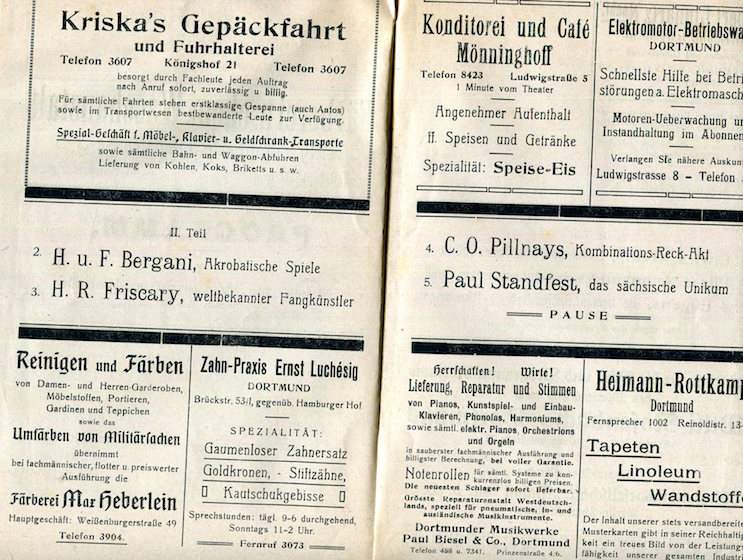 Kriska's Gepäckfahrt
und Fuhrhalterei
Telefon 3607 Königshof 21 Telefon 3607
besorgt durch Fachleute jeden Auftrag
nach Anruf sofort, zuverlässig u billig.
Für sämtliche Fahrten stehen erstklassige Gespanne (auch Autos)
sowie im Transportwesen bestbewanderte Leute zur Verfügung.
Spezial-Geschäft f. Möbel-, Klavier- u. Geldschrank-Transporte
sowie sämtliche Bahn- und Waggon-Abfuhren
Lieferung von Kohlen, Koks, Briketts u. s. w.
II. Teil
2. H. u. F. Bergani, Akrobatische Spiele
3. H. R. Friscary, weltbekannter Fangkünstler
Reinigen und Färben
von Damen- und Herren-Garderoben,
Möbelstoffen, Portieren,
Gardinen und Teppichen
sowie das
Umfärben von Militärsachen
übernimmt
bei fachmännischer, flotter u. preiswerter
Ausführung die
Färberei Max Heberlein
Hauptgeschäft: Weißenburgerstraße 49
Telefon 3904.
Zahn-Praxis Ernst Luchésig
DORTMUND
Brückstr. 53/I, gegenüb. Hamburger Hof
SPEZIALITÄT:
Gaumenloser Zahnersatz
Goldkronen, - Stiftzähne,
Kautschukgebisse
Sprechstunden: tägl. 9-6 durchgehend,
Sonntags 11-2 Uhr.
Fernruf 3073
Konditorei und Café
Mönninghoff
Telefon 8423 Ludwigstraße 5
1 Minute vom Theater
Angenehmer Aufenthalt
ff. Speisen und Getränke
Spezialität: Speise-Eis
Elektromotor-Betriebswa
DORTMUND
Schnellste Hilfe bei Betri
störungen a. Elektromasch
Motoren-Ueberwachung u
Instandhaltung im Abonnen
Verlangen Sie nähere Auskun
Ludwigstrasse 8 - Telefon
4. C. O. Pillnays, Kombinations-Reck-Akt
5. Paul Standfest, das sächsische Unikum
PAUSE
Herrschaften! Wirte!
Lieferung, Reparatur und Stimmen
von Pianos, Kunstspiel- und Einbau-
Klavieren, Phonolas, Harmoniums,
sowie sämtl. elektr. Pianos, Orchestrions
und Orgeln
in sauberster fachmännischer Ausführung und
billigster Berechnung, bei voller Garantie.
Notenrollen für sämtl. Systeme zu kon-
kurrenzlos billigen Preisen.
Die neuesten Schlager sofort lieferbar.
Grösste Reparaturanstalt Westdeutsch-
lands, speziell für pneumatische, in- und
ausländische Musikinstrumente.
Dortmunder Musikwerke
Paul Biesel & Co., Dortmund
Telefon 468 u. 7341. Prinzenstraße 4/6.
Heimann-Rottkamp
Dortmund
Fernsprecher 1002 Reinoldistr. 13-
Tapeten
Linoleum
Wandstoffe
Der Inhalt unserer stets versandbereite
Musterkarten gibt in seiner Reichhaltig
keit ein treues Bild von der Leistungs
fähigkeit unserer gesamten Industri